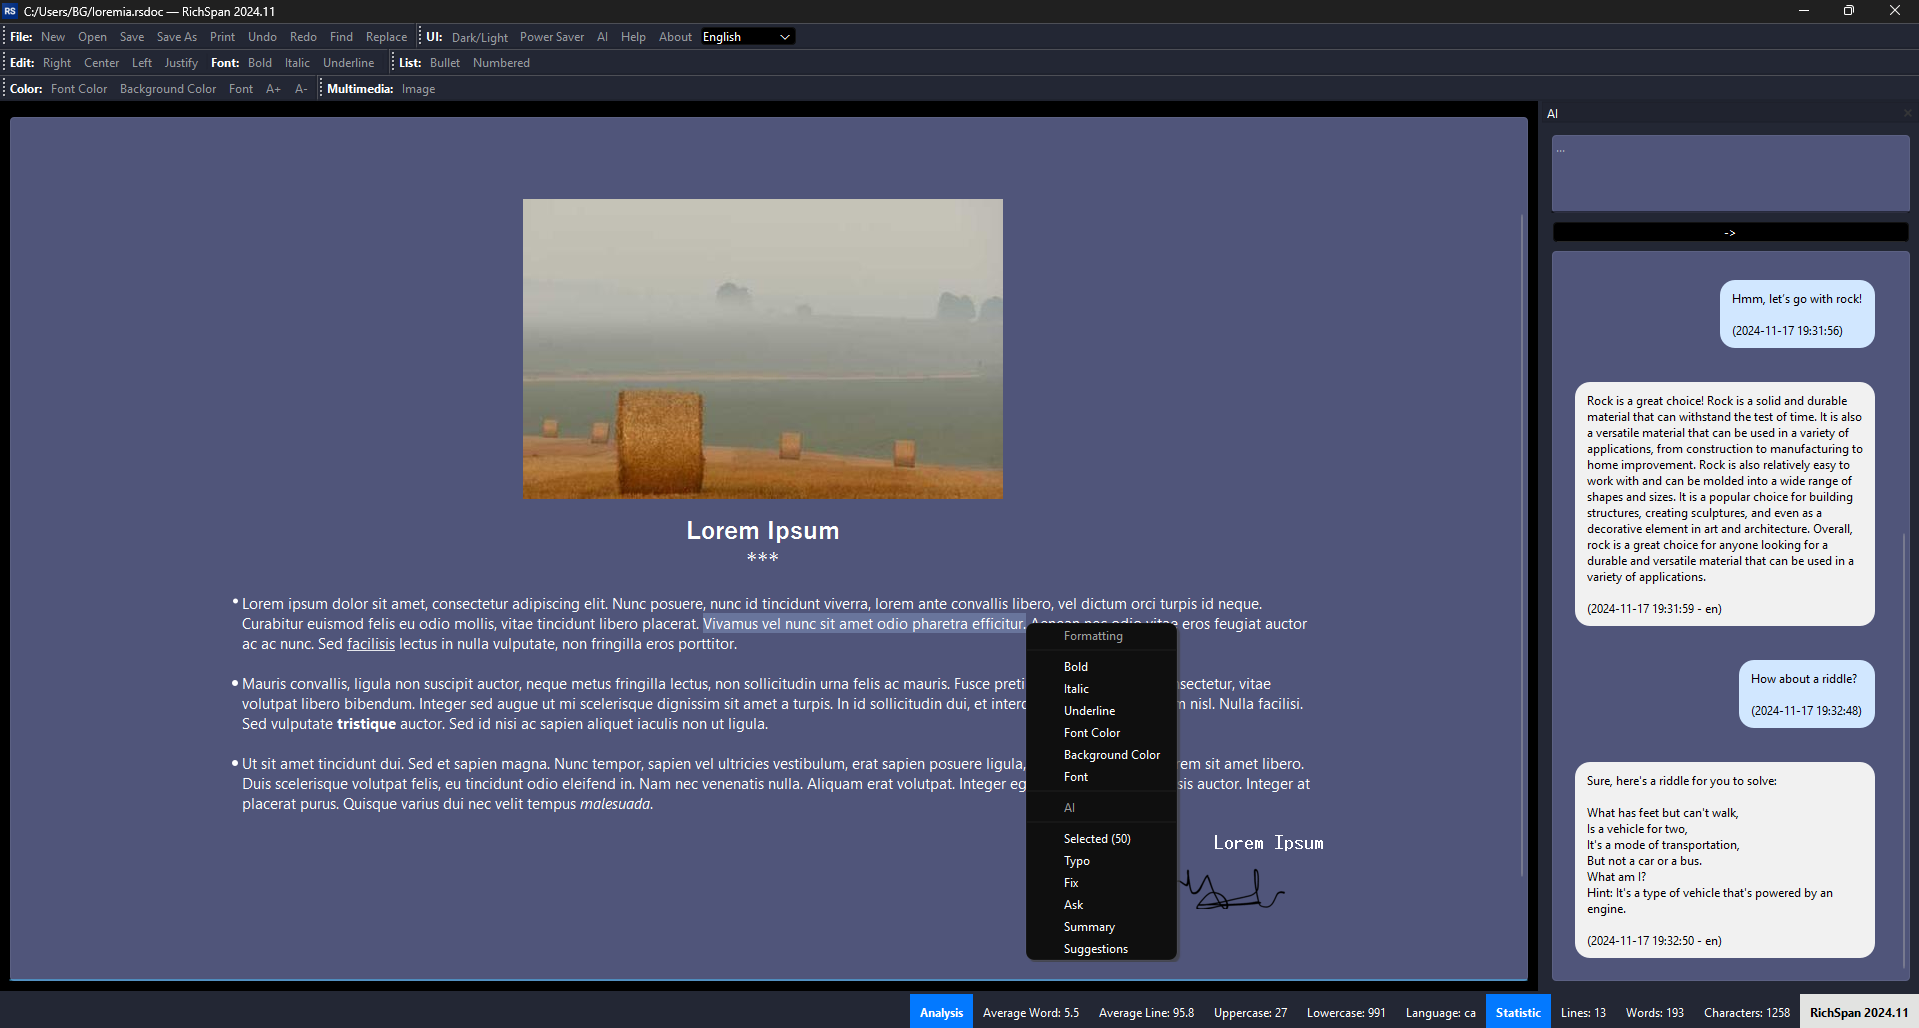 RS C:/Users/BG/loremia.rsdoc — RichSpan 2024.11
File: New Open Save Save As Print Undo Redo Find Replace UI: Dark/Light Power Saver AI Help About English
Edit: Right Center Left Justify Font: Bold Italic Underline List: Bullet Numbered
Color: Font Color Background Color Font A+ A- Multimedia: Image
Lorem Ipsum
***
• Lorem ipsum dolor sit amet, consectetur adipiscing elit. Nunc posuere, nunc id tincidunt viverra, lorem ante convallis libero, vel dictum orci turpis id neque.
Curabitur euismod felis eu odio mollis, vitae tincidunt libero placerat. Vivamus vel nunc sit amet odio pharetra efficitur. Aenean nec odio vitae eros feugiat auctor
ac ac nunc. Sed facilisis lectus in nulla vulputate, non fringilla eros porttitor.
• Mauris convallis, ligula non suscipit auctor, neque metus fringilla lectus, non sollicitudin urna felis ac mauris. Fusce preti sectetur, vitae
volutpat libero bibendum. Integer sed augue ut mi scelerisque dignissim sit amet a turpis. In id sollicitudin dui, et interd m nisl. Nulla facilisi.
Sed vulputate tristique auctor. Sed id nisi ac sapien aliquet iaculis non ut ligula.
• Ut sit amet tincidunt dui. Sed et sapien magna. Nunc tempor, sapien vel ultricies vestibulum, erat sapien posuere ligula, rem sit amet libero.
Duis scelerisque volutpat felis, eu tincidunt odio eleifend in. Nam nec venenatis nulla. Aliquam erat volutpat. Integer eg sis auctor. Integer at
placerat purus. Quisque varius dui nec velit tempus malesuada.
Lorem Ipsum
Formatting
Bold
Italic
Underline
Font Color
Background Color
Font
AI
Selected (50)
Typo
Fix
Ask
Summary
Suggestions
AI
...
->
Hmm, let's go with rock!
(2024-11-17 19:31:56)
Rock is a great choice! Rock is a solid and durable
material that can withstand the test of time. It is also
a versatile material that can be used in a variety of
applications, from construction to manufacturing to
home improvement. Rock is also relatively easy to
work with and can be molded into a wide range of
shapes and sizes. It is a popular choice for building
structures, creating sculptures, and even as a
decorative element in art and architecture. Overall,
rock is a great choice for anyone looking for a
durable and versatile material that can be used in a
variety of applications.
(2024-11-17 19:31:59 - en)
How about a riddle?
(2024-11-17 19:32:48)
Sure, here's a riddle for you to solve:
What has feet but can't walk,
Is a vehicle for two,
It's a mode of transportation,
But not a car or a bus.
What am I?
Hint: It's a type of vehicle that's powered by an
engine.
(2024-11-17 19:32:50 - en)
Analysis Average Word: 5.5 Average Line: 95.8 Uppercase: 27 Lowercase: 991 Language: ca Statistic Lines: 13 Words: 193 Characters: 1258 RichSpan 2024.11